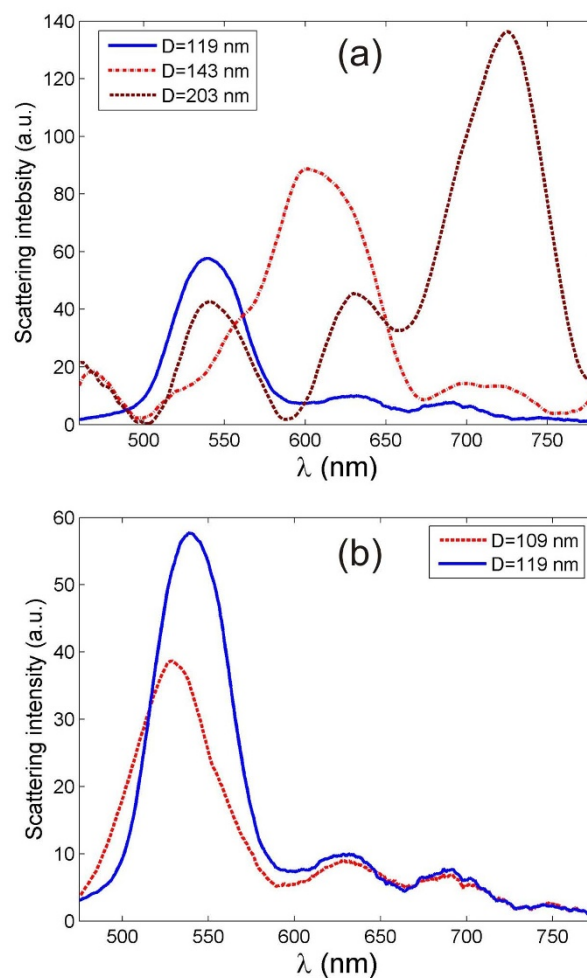 140
120
100
80
60
40
20
0
500
550
600
650
700
750
Scattering intebsity (a.u.)
λ (nm)
D=119 nm
D=143 nm
D=203 nm
(a)
60
50
40
30
20
10
0
500
550
600
650
700
750
Scattering intensity (a.u.)
λ (nm)
(b)
D=109 nm
D=119 nm